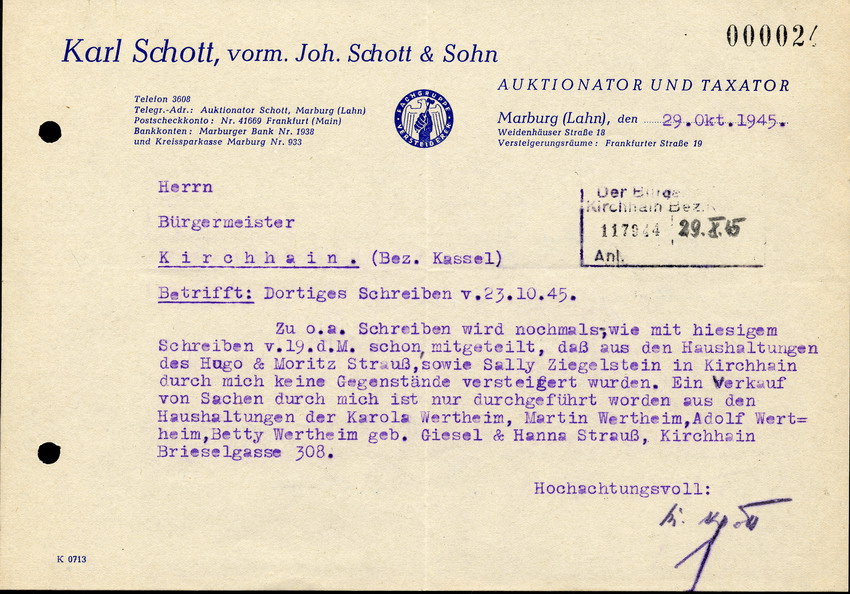 00002
Karl Schott, vorm. Joh. Schott & Sohn
AUKTIONATOR UND TAXATOR
Telefon 3608
Telegr.-Adr.: Auktionator Schott, Marburg (Lahn)
Postscheckkonto: Nr. 41669 Frankfurt (Main)
Bankkonten: Marburger Bank Nr. 1938
und Kreissparkasse Marburg Nr. 933
FACHGRUPPE
VERSTEIGERER
Marburg (Lahn), den 29.Okt.1945.
Weidenhäuser Straße 18
Versteigerungsräume: Frankfurter Straße 19
Herrn
Bürgermeister
Kirchhain. (Bez. Kassel)
Der Bürge
Kirchhain Bez.K
117944 29.X.45
Anl.
Betrifft: Dortiges Schreiben v.23.10.45.
Zu o.a. Schreiben wird nochmals,wie mit hiesigem
Schreiben v.19.d.M. schon,mitgeteilt, daß aus den Haushaltungen
des Hugo & Moritz Strauß,sowie Sally Ziegelstein in Kirchhain
durch mich keine Gegenstände versteigert wurden. Ein Verkauf
von Sachen durch mich ist nur durchgeführt worden aus den
Haushaltungen der Karola Wertheim, Martin Wertheim,Adolf Wert=
heim,Betty Wertheim geb. Giesel & Hanna Strauß, Kirchhain
Brieselgasse 308.
Hochachtungsvoll:
K 0713